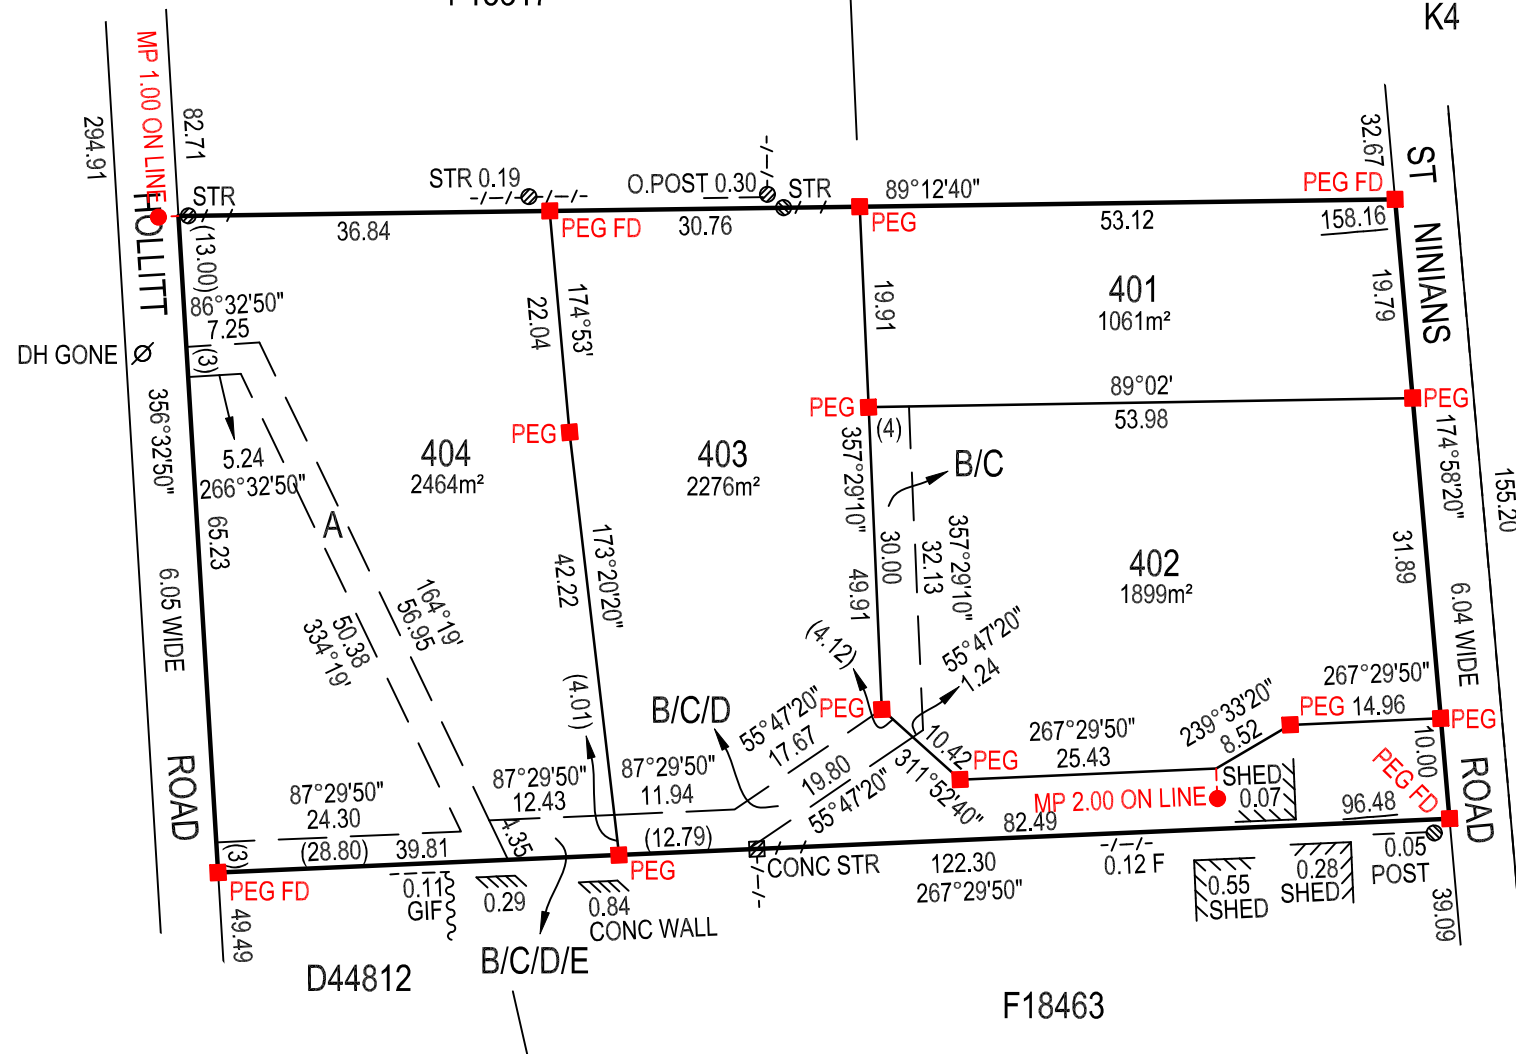 K4
MP 1.00 ON LINE
82.71
294.91
HOLLITT
ROAD
STR
STR 0.19
O.POST 0.30
STR
89°12'40"
PEG FD
32.67
ST NINIANS
ROAD
36.84
PEG FD
30.76
PEG
53.12
158.16
(13.00)
86°32'50"
7.25
(3)
DH GONE
22.04
174°53'
19.91
401
1061m²
19.79
356°32'50"
65.23
6.05 WIDE
5.24
266°32'50"
A
404
2464m²
PEG
403
2276m²
PEG
(4)
89°02'
53.98
PEG
357°29'10"
49.91
30.00
B/C
357°29'10"
32.13
402
1899m²
174°58'20"
155.20
31.89
6.04 WIDE
42.22
173°20'20"
164°19'
56.95
50.38
334°19'
(4.01)
(4.12)
55°47'20"
1.24
B/C/D
PEG
55°47'20"
17.67
19.80
55°47'20"
10.42
311°52'40"
PEG
267°29'50"
25.43
239°33'20"
8.52
267°29'50"
PEG 14.96
PEG
10.00
PEG FD
87°29'50"
24.30
87°29'50"
12.43
87°29'50"
11.94
4.35
MP 2.00 ON LINE
SHED
0.07
96.48
(3)
(28.80)
39.81
(12.79)
82.49
PEG FD
PEG
CONC STR
122.30
267°29'50"
0.12 F
0.05
POST
0.11
GIF
0.29
0.84
CONC WALL
0.55
SHED
0.28
SHED
49.49
39.09
B/C/D/E
D44812
F18463